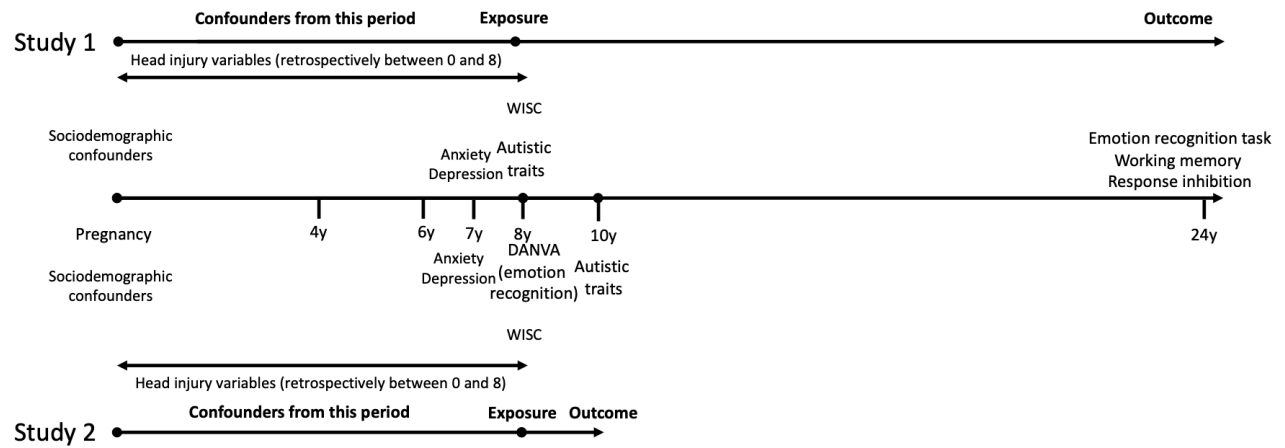 Confounders from this period Exposure Outcome
Study 1
Head injury variables (retrospectively between 0 and 8)
WISC
Sociodemographic
confounders
Anxiety
Depression
Autistic
traits
Emotion recognition task
Working memory
Response inhibition
Pregnancy 4y 6y 7y 8y 10y 24y
Sociodemographic
confounders
Anxiety
Depression
DANVA
(emotion
recognition)
Autistic
traits
WISC
Head injury variables (retrospectively between 0 and 8)
Confounders from this period Exposure Outcome
Study 2